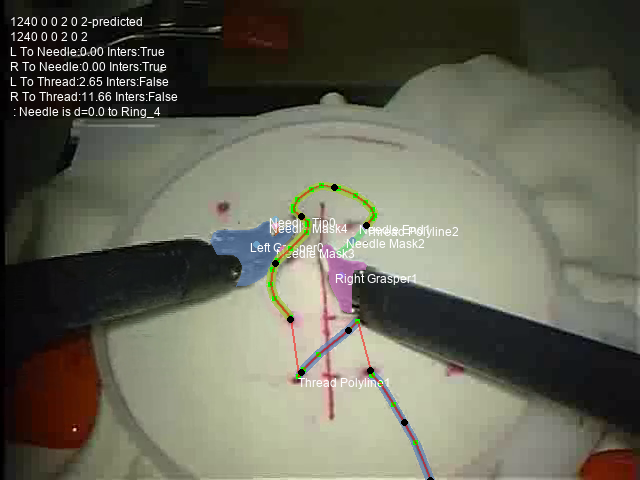 1240 0 0 2 0 2-predicted
1240 0 0 2 0 2
L To Needle:0.00 Inters:True
R To Needle:0.00 Inters:True
L To Thread:2.65 Inters:False
R To Thread:11.66 Inters:False
: Needle is d=0.0 to Ring_4
Tip0
Mask4
Thread Polyline2
Needle Mask2
Left Grasper0
Needle Mask3
Right Grasper1
Thread Polyline1